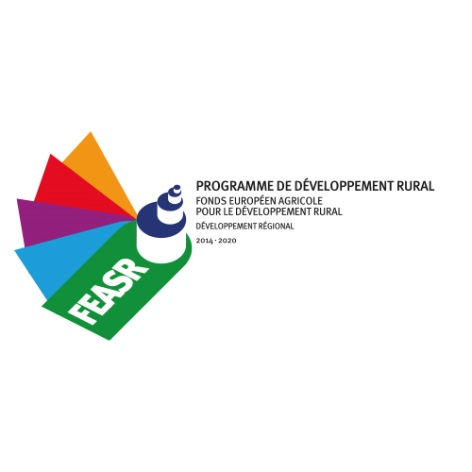 PROGRAMME DE DÉVELOPPEMENT RURAL
FONDS EUROPÉEN AGRICOLE
POUR LE DÉVELOPPEMENT RURAL
DÉVELOPPEMENT RÉGIONAL
2014 · 2020
FEASR